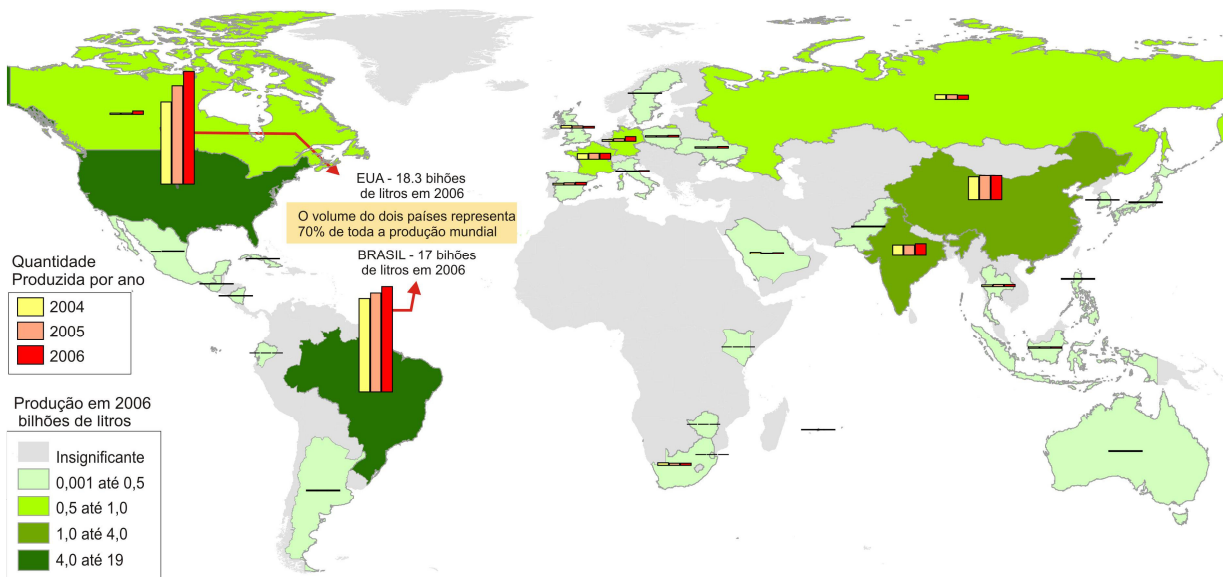 EUA - 18.3 bihões
de litros em 2006
O volume do dois países representa
70% de toda a produção mundial
BRASIL - 17 bihões
de litros em 2006
Quantidade
Produzida por ano
2004
2005
2006
Produção em 2006
bilhões de litros
Insignificante
0,001 até 0,5
0,5 até 1,0
1,0 até 4,0
4,0 até 19